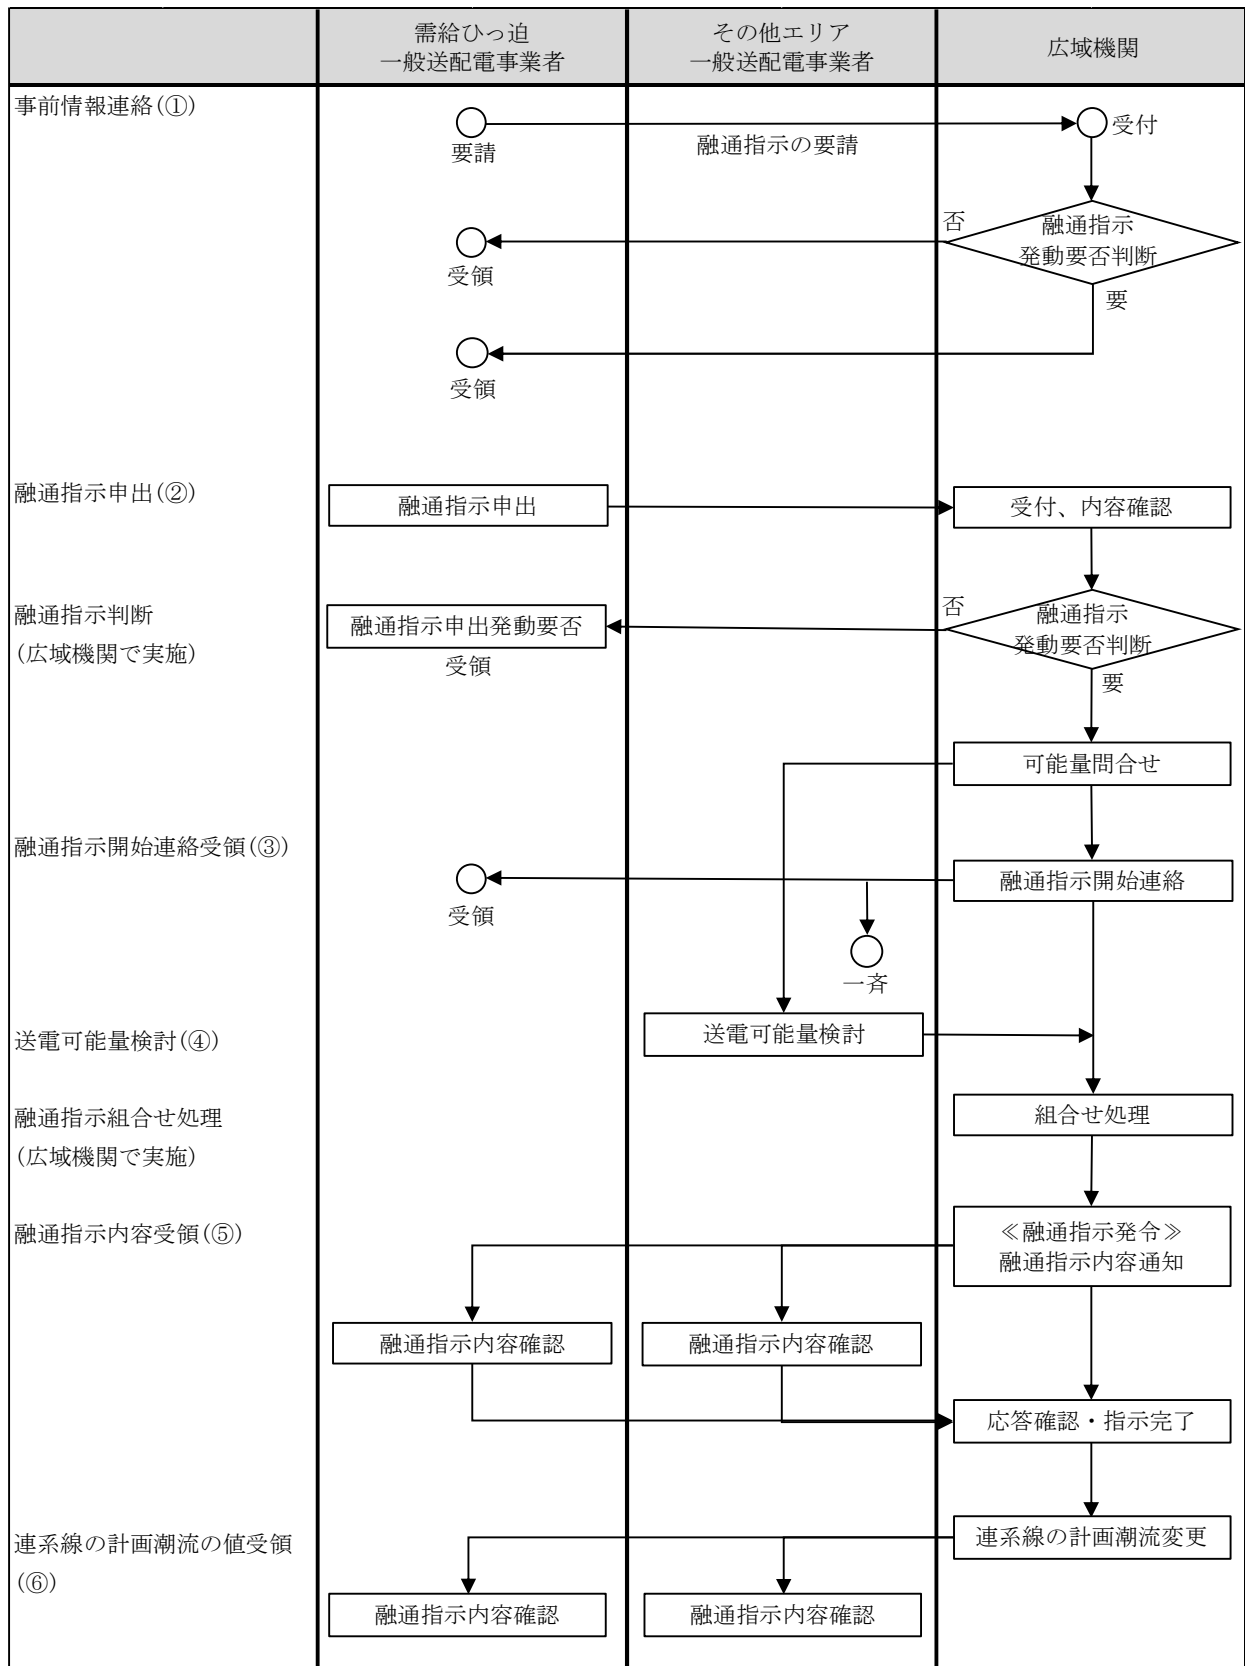 需給ひっ迫
一般送配電事業者
その他エリア
一般送配電事業者
広域機関
事前情報連絡(①)
要請
融通指示の要請
受付
融通指示
発動要否判断
否
受領
要
受領
融通指示申出(②)
融通指示申出
受付、内容確認
融通指示判断
(広域機関で実施)
融通指示申出発動要否
受領
否
融通指示
発動要否判断
要
可能量問合せ
融通指示開始連絡受領(③)
受領
融通指示開始連絡
一斉
送電可能量検討(④)
送電可能量検討
融通指示組合せ処理
(広域機関で実施)
組合せ処理
融通指示内容受領(⑤)
≪融通指示発令≫
融通指示内容通知
融通指示内容確認
融通指示内容確認
応答確認・指示完了
連系線の計画潮流の値受領
(⑥)
連系線の計画潮流変更
融通指示内容確認
融通指示内容確認